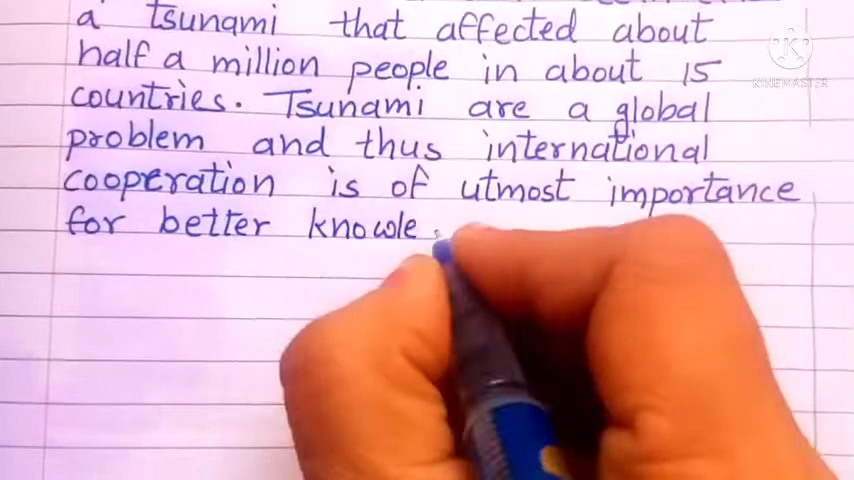 a tsunami that affected about
half a million people in about 15
countries. Tsunami are a global
problem and thus international
cooperation is of utmost importance
for better knowle
KINEMASTER